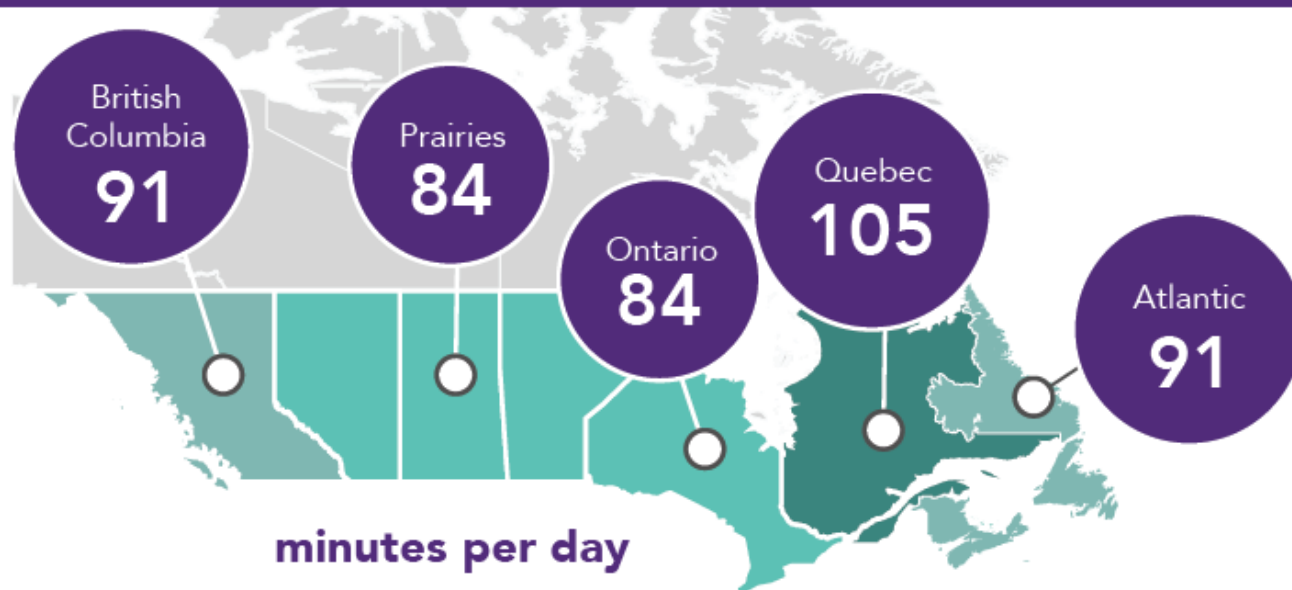 British
Columbia
91
Prairies
84
Ontario
84
Quebec
105
Atlantic
91
minutes per day